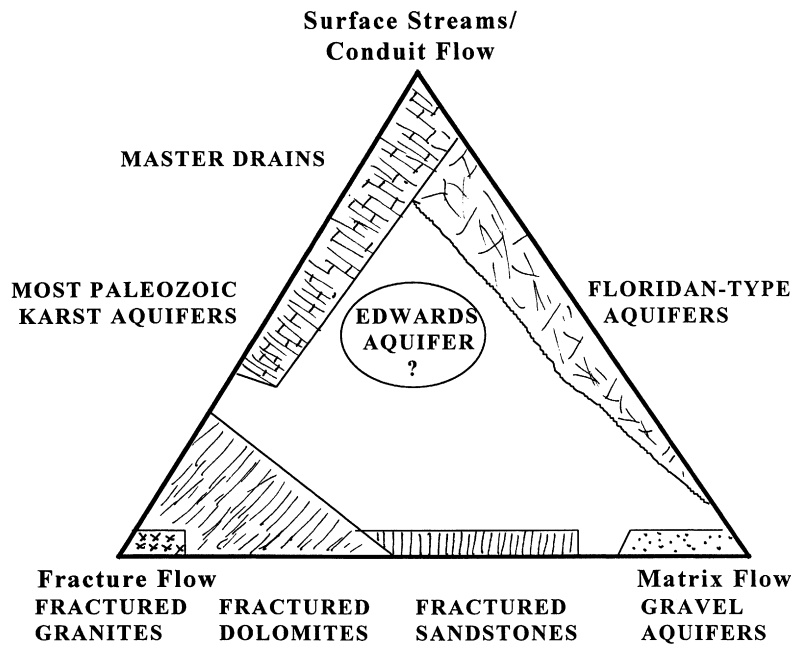 Surface Streams/
Conduit Flow
MASTER DRAINS
MOST PALEOZOIC
KARST AQUIFERS
FLORIDAN-TYPE
AQUIFERS
EDWARDS
AQUIFER
?
Fracture Flow
Matrix Flow
FRACTURED
GRANITES
FRACTURED
DOLOMITES
FRACTURED
SANDSTONES
GRAVEL
AQUIFERS